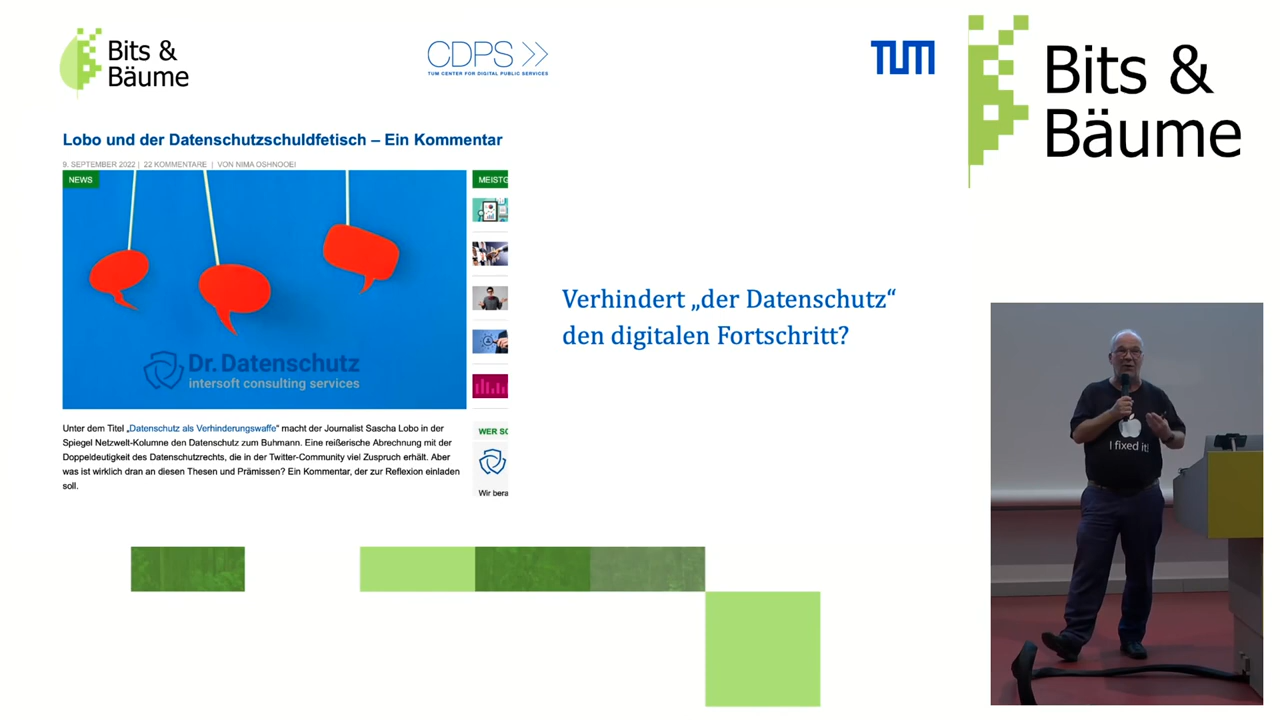 Bits &
Bäume
CDPS
TUM CENTER FOR DIGITAL PUBLIC SERVICES
TUM
Bits &
Bäume
Lobo und der Datenschutzschuldfetisch – Ein Kommentar
9. SEPTEMBER 2022 | 22 KOMMENTARE | VON NIMA OSHNOOEI
NEWS
MEISTG
Dr. Datenschutz
intersoft consulting services
Unter dem Titel „Datenschutz als Verhinderungswaffe“ macht der Journalist Sascha Lobo in der
Spiegel Netzwelt-Kolumne den Datenschutz zum Buhmann. Eine reißerische Abrechnung mit der
Doppeldeutigkeit des Datenschutzrechts, die in der Twitter-Community viel Zuspruch erhält. Aber
was ist wirklich dran an diesen Thesen und Prämissen? Ein Kommentar, der zur Reflexion einladen
soll.
WER SC
Wir bera
Verhindert „der Datenschutz“
den digitalen Fortschritt?
I fixed it!